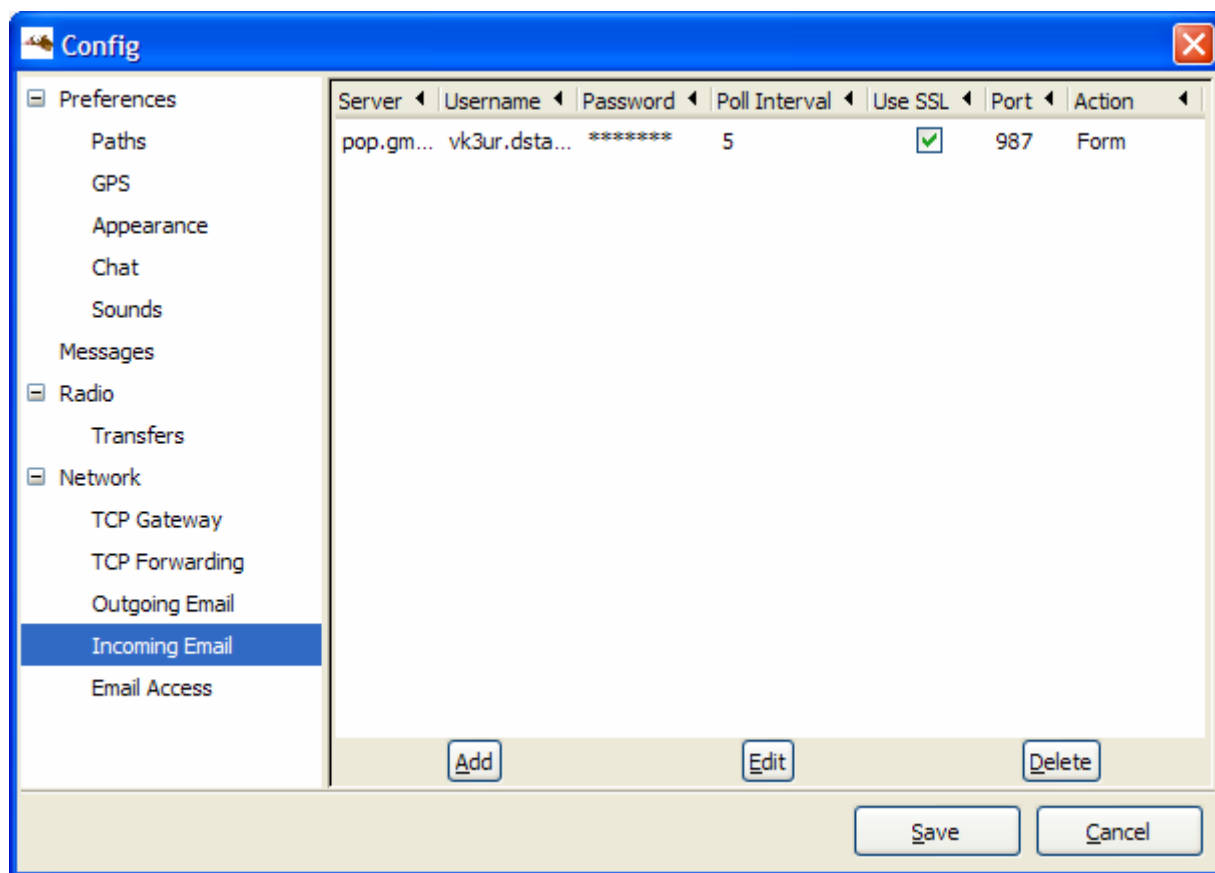 Config
Preferences
Paths
GPS
Appearance
Chat
Sounds
Messages
Radio
Transfers
Network
TCP Gateway
TCP Forwarding
Outgoing Email
Incoming Email
Email Access
Server Username Password Poll Interval Use SSL Port Action
pop.gm... vk3ur.dsta... ******* 5 987 Form
Add Edit Delete
Save Cancel